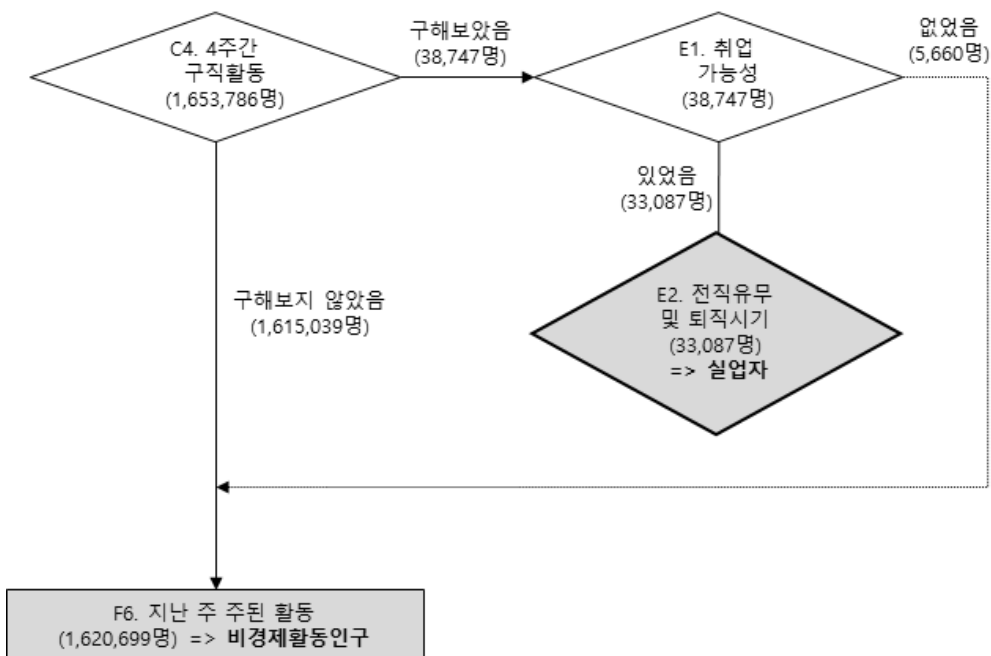 C4. 4주간
구직활동
(1,653,786명)
구해보았음
(38,747명)
E1. 취업
가능성
(38,747명)
없었음
(5,660명)
있었음
(33,087명)
구해보지 않았음
(1,615,039명)
E2. 전직유무
및 퇴직시기
(33,087명)
=> 실업자
F6. 지난 주 주된 활동
(1,620,699명) => 비경제활동인구